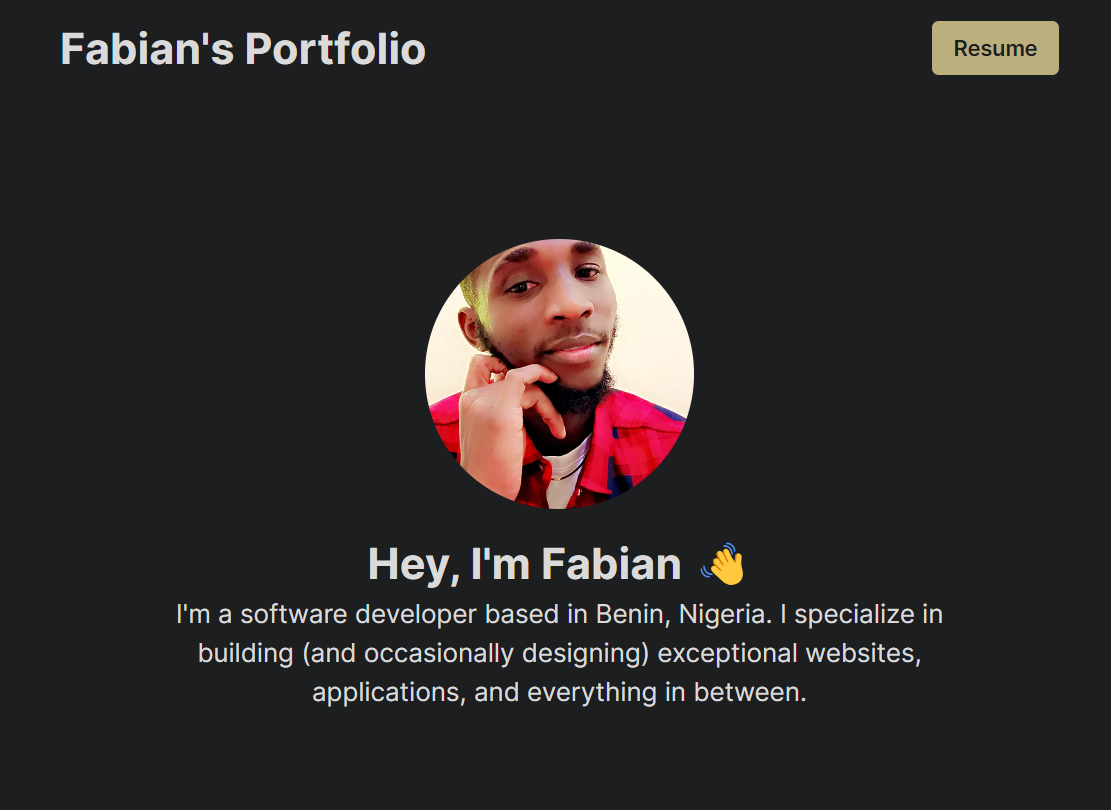 Fabian's Portfolio
Resume
Hey, I'm Fabian 👋
I'm a software developer based in Benin, Nigeria. I specialize in
building (and occasionally designing) exceptional websites,
applications, and everything in between.